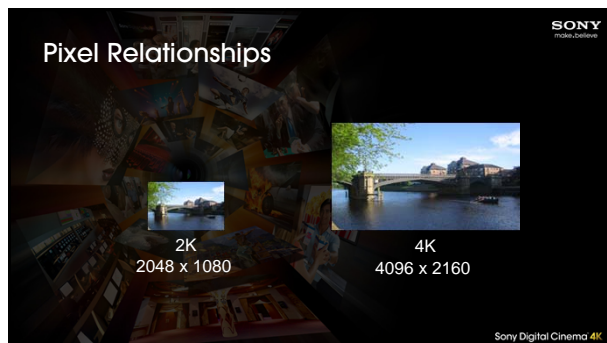 SONY
make.believe
Pixel Relationships
2K
2048 x 1080
4K
4096 x 2160
Sony Digital Cinema 4K